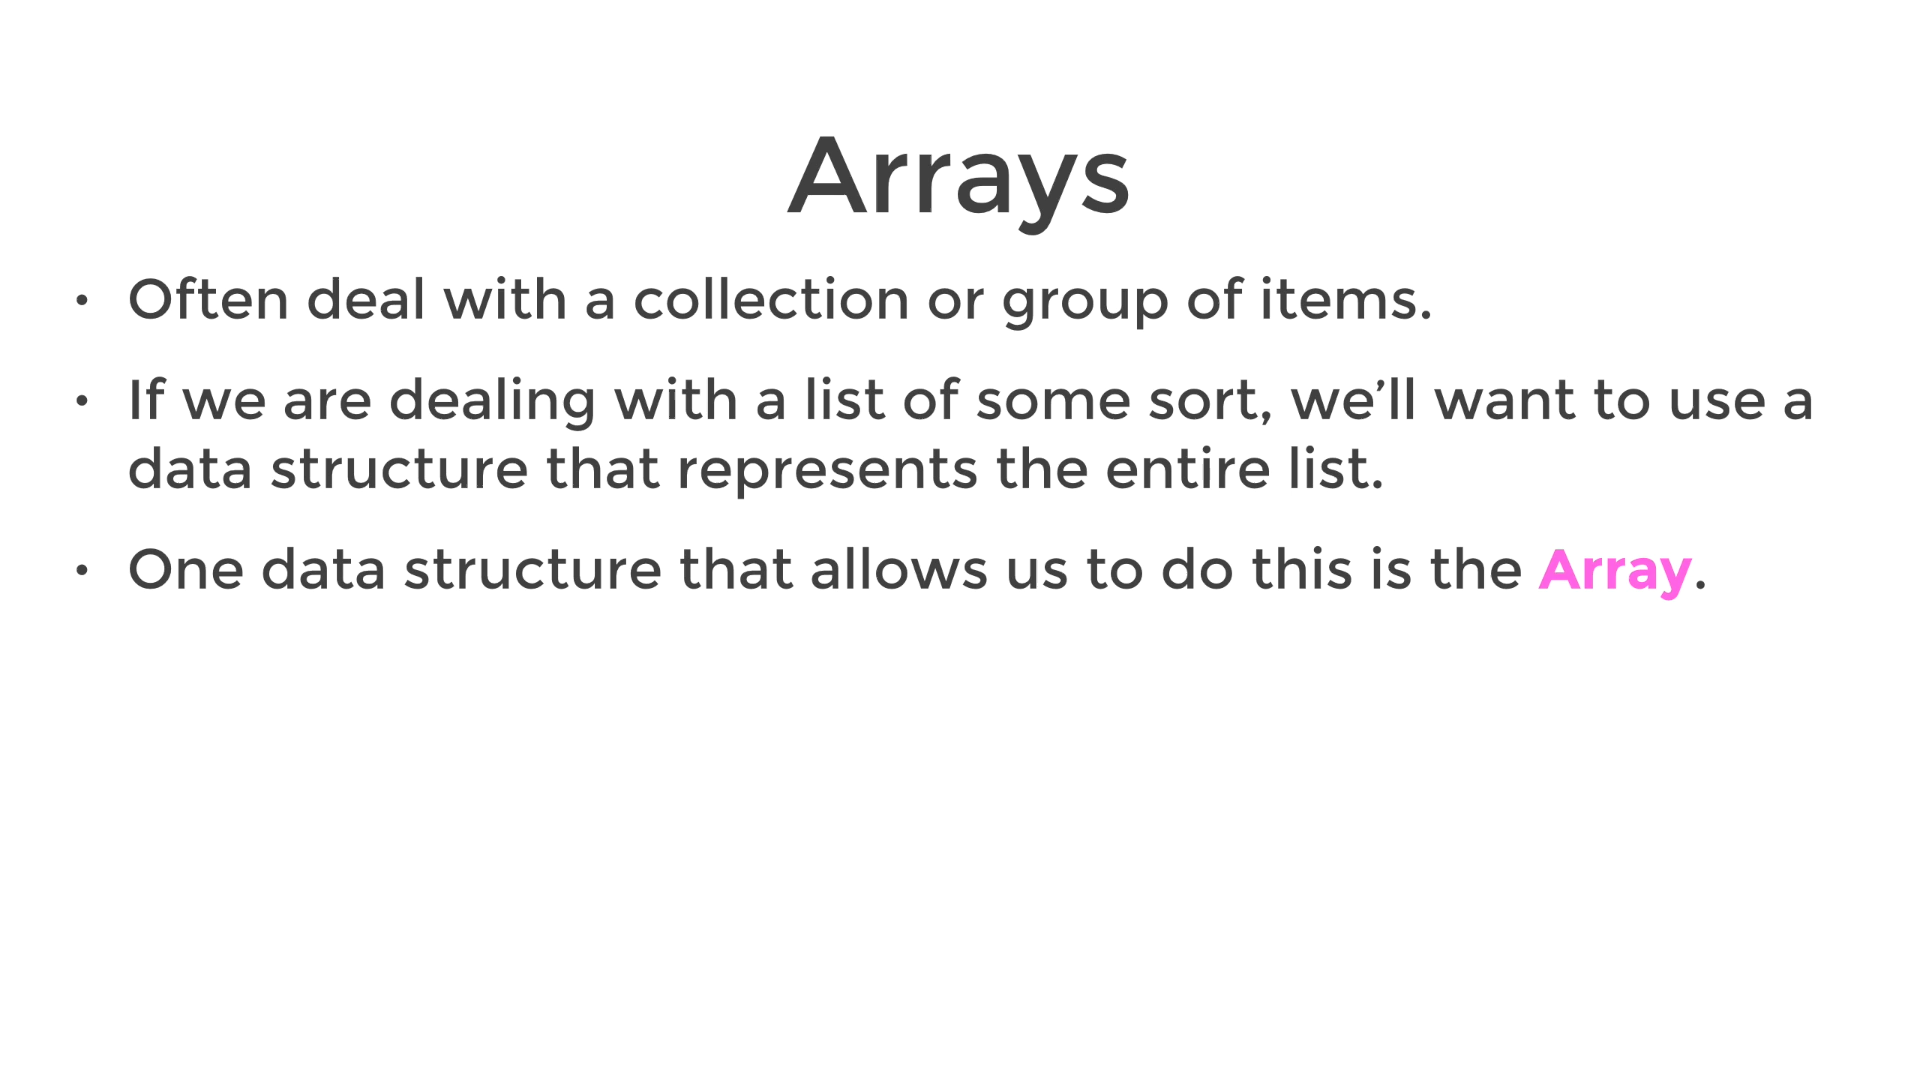 Arrays
• Often deal with a collection or group of items.
• If we are dealing with a list of some sort, we’ll want to use a
data structure that represents the entire list.
• One data structure that allows us to do this is the Array.